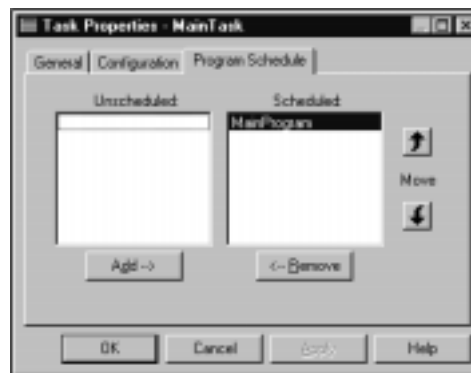 Task Properties - MainTask
General Configuration Program Schedule
Unscheduled: Scheduled:
MainProgram
Move
Add --> <-- Remove
OK Cancel Apply Help